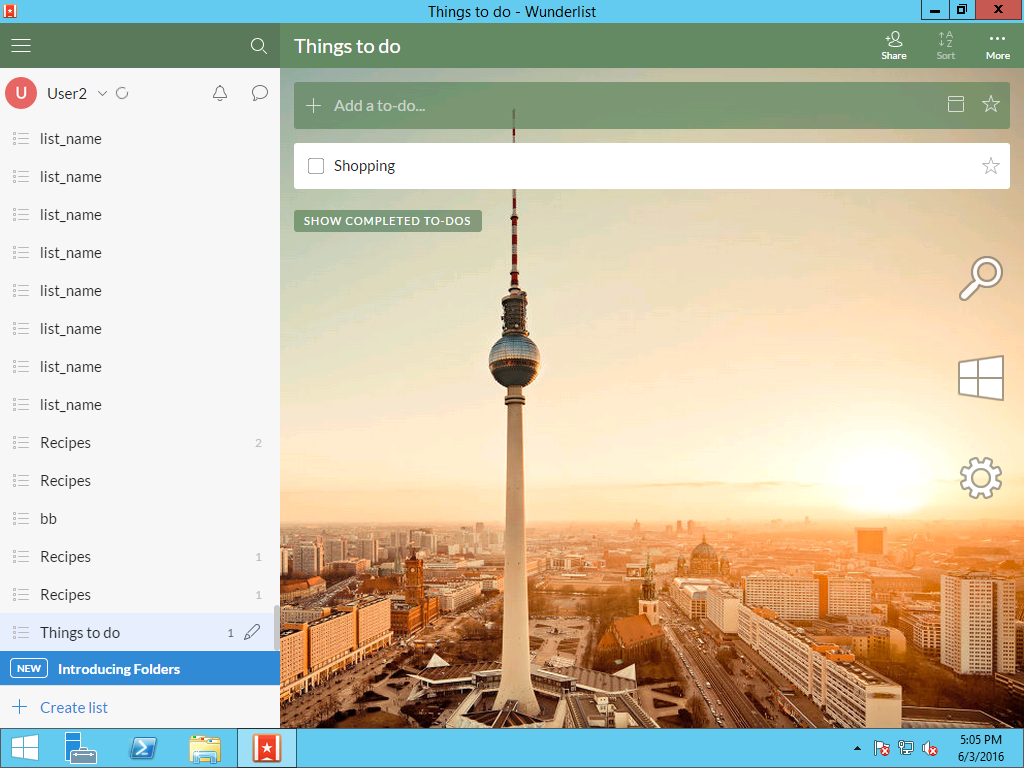 Things to do - Wunderlist
Things to do
Share
Sort
More
U
User2
list_name
list_name
list_name
list_name
list_name
list_name
list_name
list_name
Recipes 2
Recipes
bb
Recipes 1
Recipes 1
Things to do 1
NEW Introducing Folders
Create list
Add a to-do...
Shopping
SHOW COMPLETED TO-DOS
5:05 PM
6/3/2016